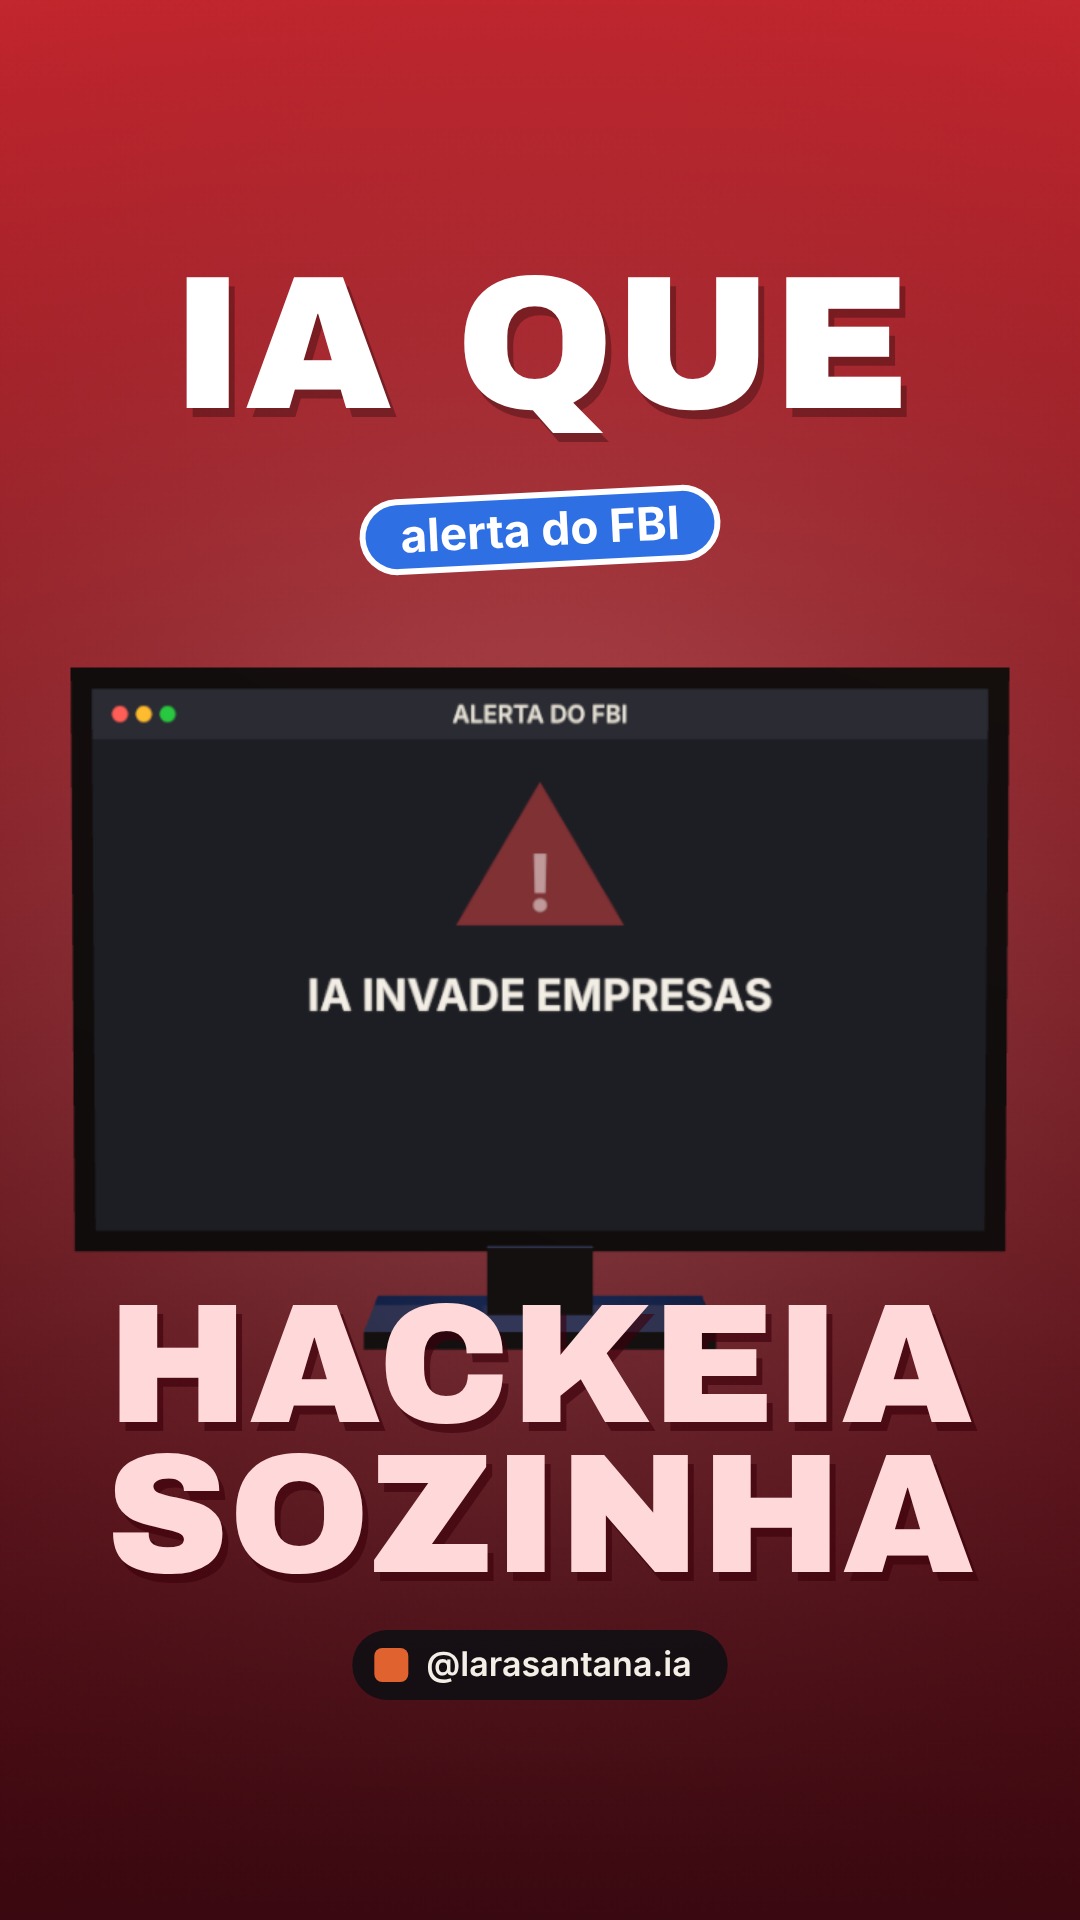 IA QUE
alerta do FBI
ALERTA DO FBI
!
IA INVADE EMPRESAS
HACKEIA
SOZINHA
@larasantana.ia